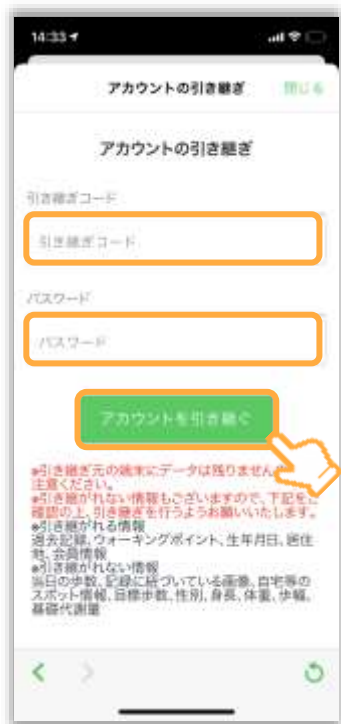 14:33
アカウントの引き継ぎ 閉じる
アカウントの引き継ぎ
引き継ぎコード
引き継ぎコード
パスワード
パスワード
アカウントを引き継ぐ
※引き継ぎ元の端末にデータは残りません
注意ください。
※引き継がれない情報もございますので、下記を
確認の上、引き継ぎを行うようお願いいたします。
※引き継がれる情報
過去記録、ウォーキングポイント、生年月日、居住
地、会員情報
※引き継がれない情報
当日の歩数、記録に紐づいている画像、自宅等の
スポット情報、目標歩数、性別、身長、体重、歩幅、
基礎代謝量